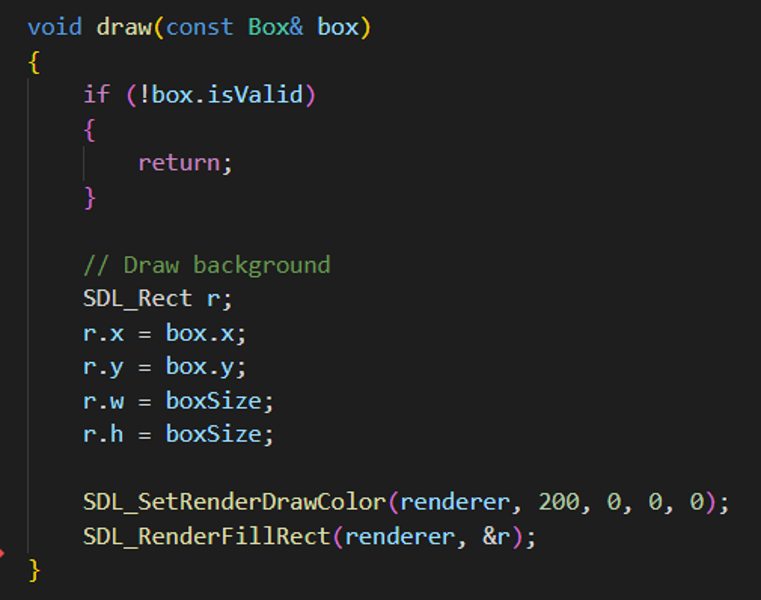 void draw(const Box& box)
{
    if (!box.isValid)
    {
        return;
    }

    // Draw background
    SDL_Rect r;
    r.x = box.x;
    r.y = box.y;
    r.w = boxSize;
    r.h = boxSize;

    SDL_SetRenderDrawColor(renderer, 200, 0, 0, 0);
    SDL_RenderFillRect(renderer, &r);
}